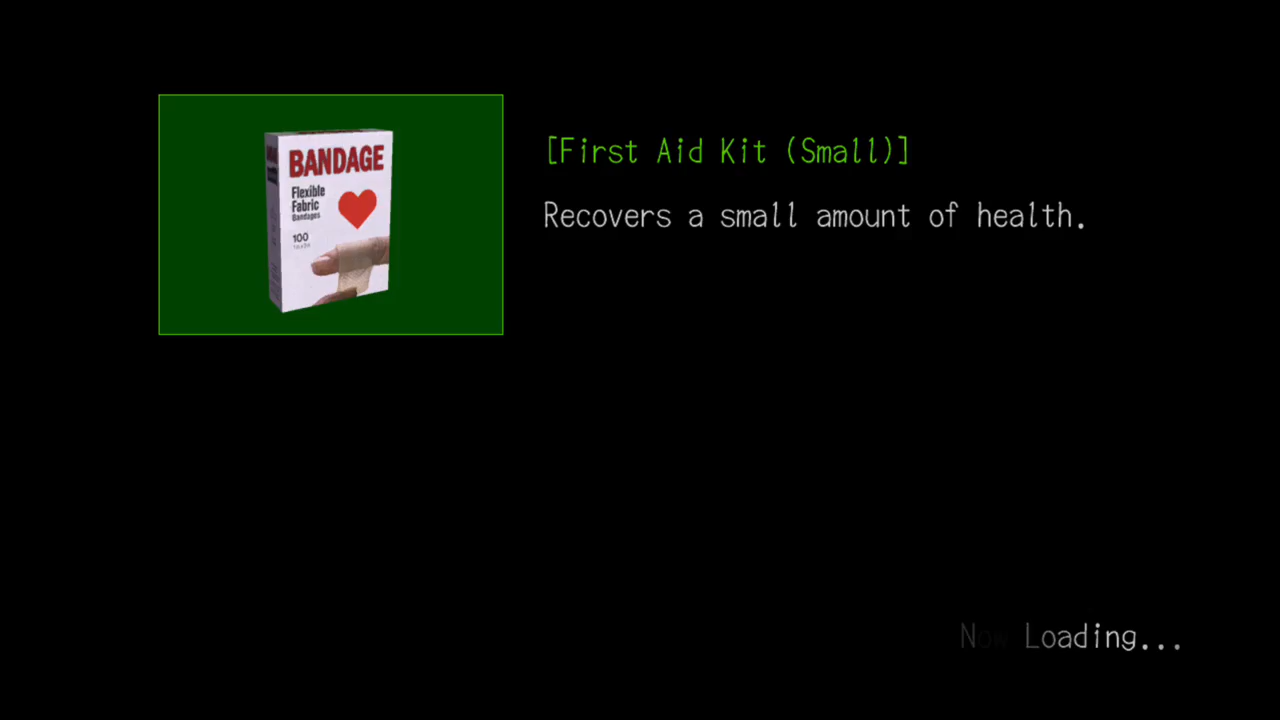 BANDAGE
Flexible
Fabric
Bandages
100
[First Aid Kit (Small)]
Recovers a small amount of health.
Now Loading...